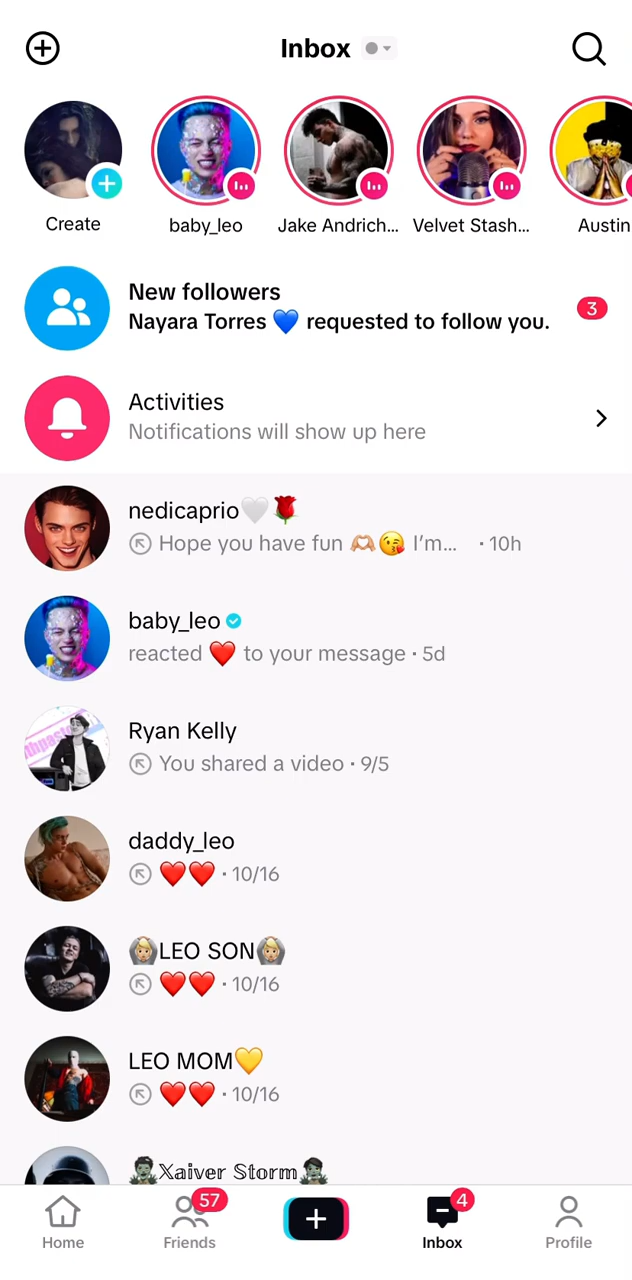 Inbox
Create
baby_leo
Jake Andrich...
Velvet Stash...
Austin
New followers
Nayara Torres 💙 requested to follow you.
3
Activities
Notifications will show up here
nedicaprio🤍🌹
Hope you have fun 🫶🏼😘 I'm... · 10h
baby_leo
reacted ❤️ to your message · 5d
Ryan Kelly
You shared a video · 9/5
daddy_leo
❤️❤️ · 10/16
🙆🏼LEO SON🙆🏼
❤️❤️ · 10/16
LEO MOM💛
❤️❤️ · 10/16
🧟‍♂️𝕏aiver 𝕊torm🧟‍♂️
57
4
Home
Friends
Inbox
Profile